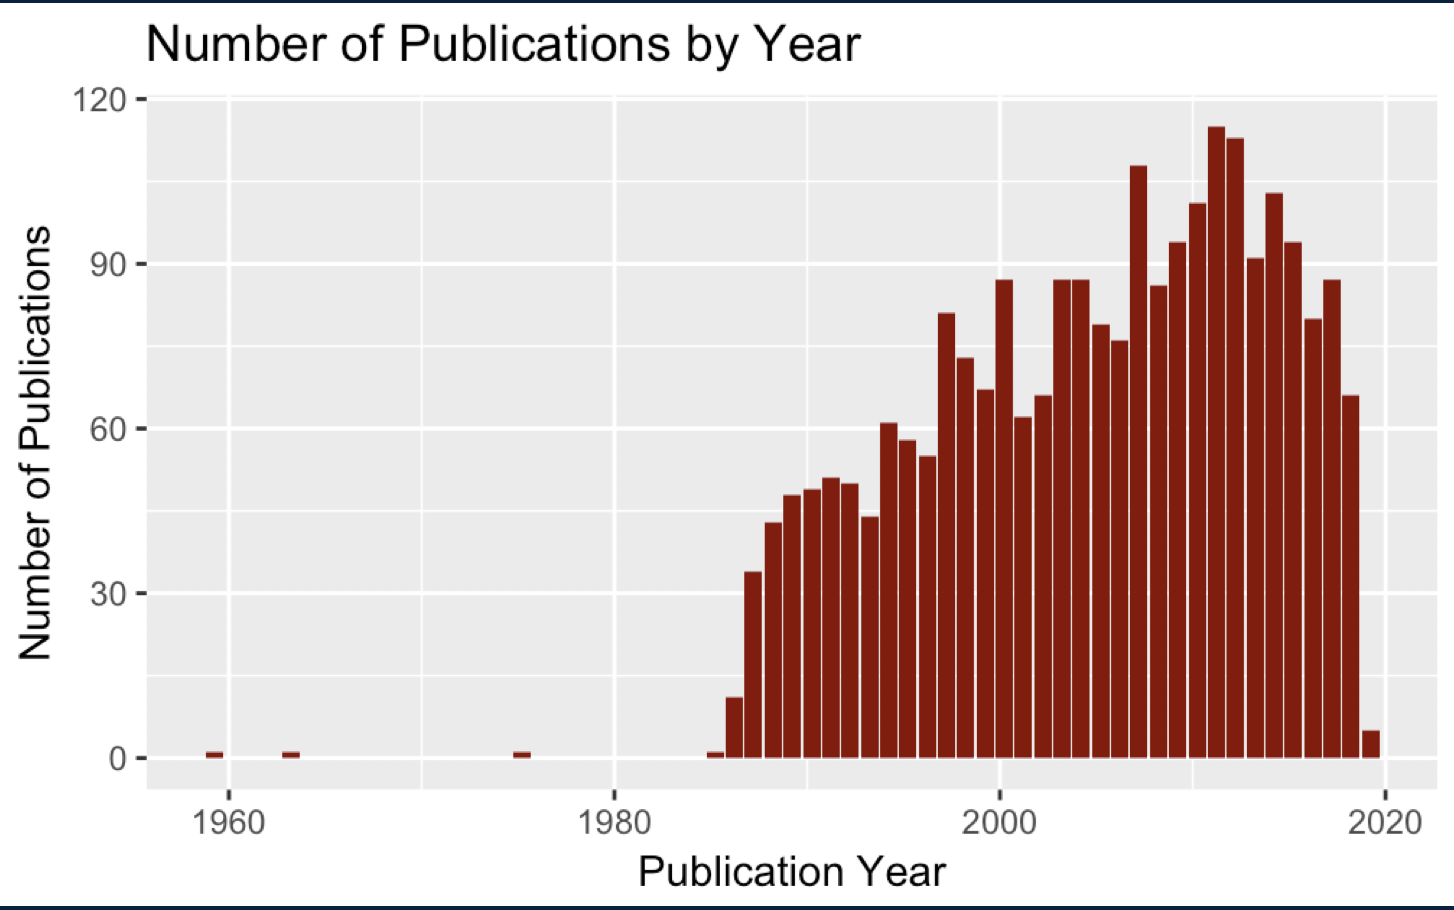 Number of Publications by Year
Number of Publications
120
90
60
30
0
1960 1980 2000 2020
Publication Year